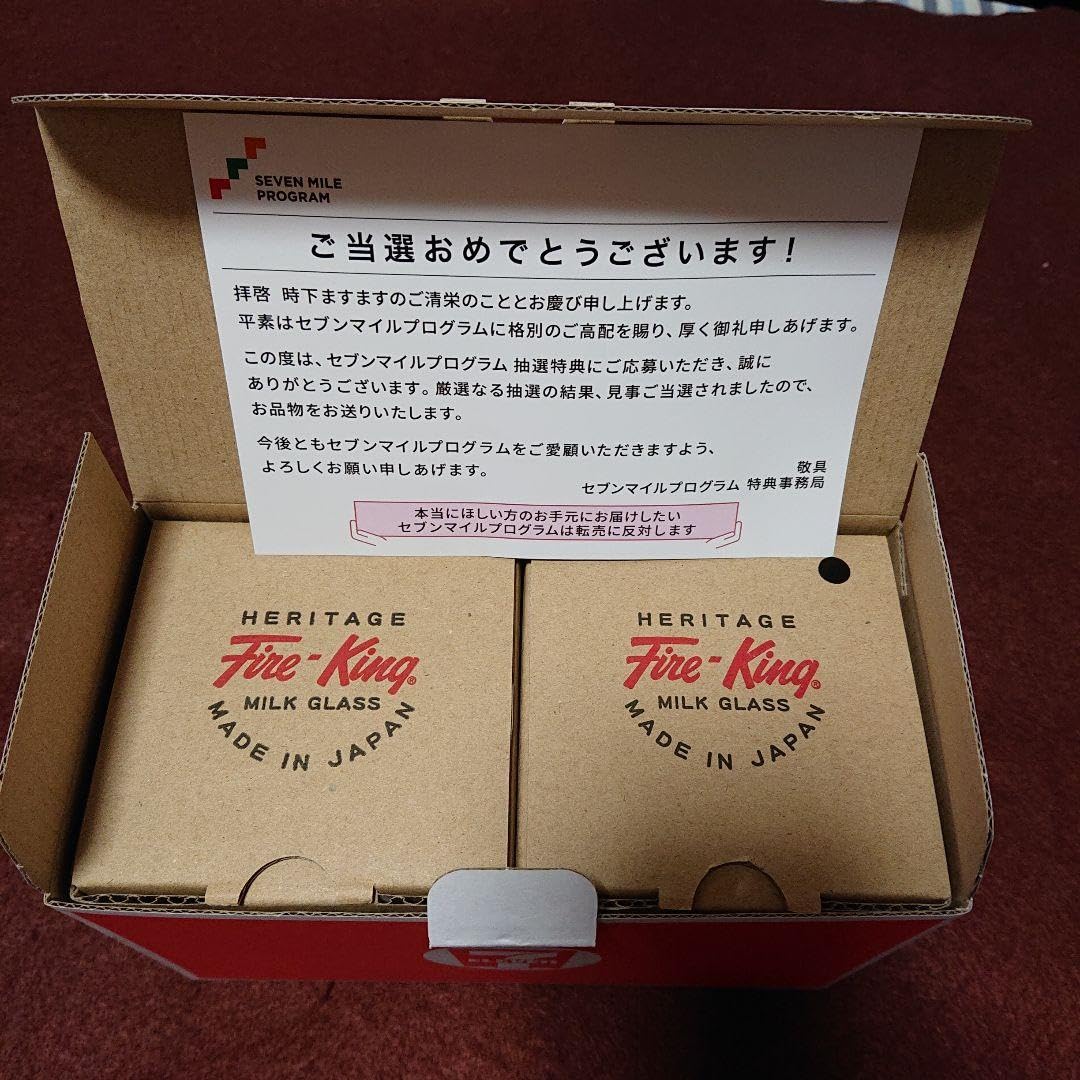 SEVEN MILE
PROGRAM
ご当選おめでとうございます!
拝啓 時下ますますのご清栄のこととお慶び申し上げます。
平素はセブンマイルプログラムに格別のご高配を賜り、厚く御礼申しあげます。
この度は、セブンマイルプログラム 抽選特典にご応募いただき、誠に
ありがとうございます。厳選なる抽選の結果、見事ご当選されましたので、
お品物をお送りいたします。
今後ともセブンマイルプログラムをご愛顧いただきますよう、
よろしくお願い申しあげます。
敬具
セブンマイルプログラム 特典事務局
本当にほしい方のお手元にお届けしたい
セブンマイルプログラムは転売に反対します
HERITAGE
Fire-King®
MILK GLASS
MADE IN JAPAN
HERITAGE
Fire-King®
MILK GLASS
MADE IN JAPAN